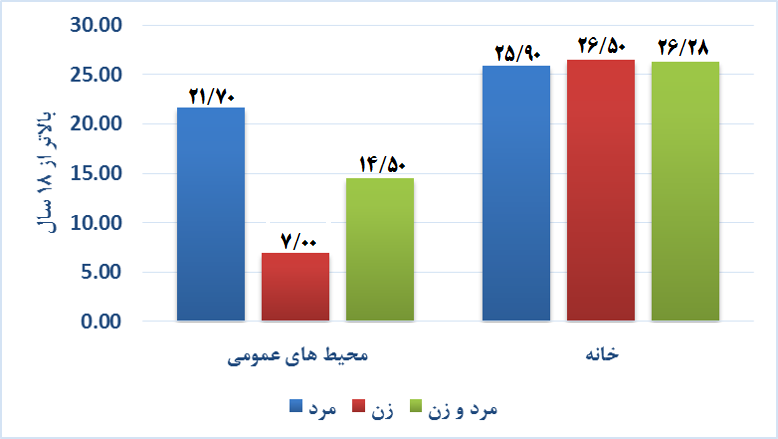 30.00
25.00
20.00
15.00
10.00
5.00
0.00
بالاتر از ۱۸ سال
۲۱/۷۰
۷/۰۰
۱۴/۵۰
۲۵/۹۰
۲۶/۵۰
۲۶/۲۸
محیط های عمومی
خانه
مرد
زن
مرد و زن